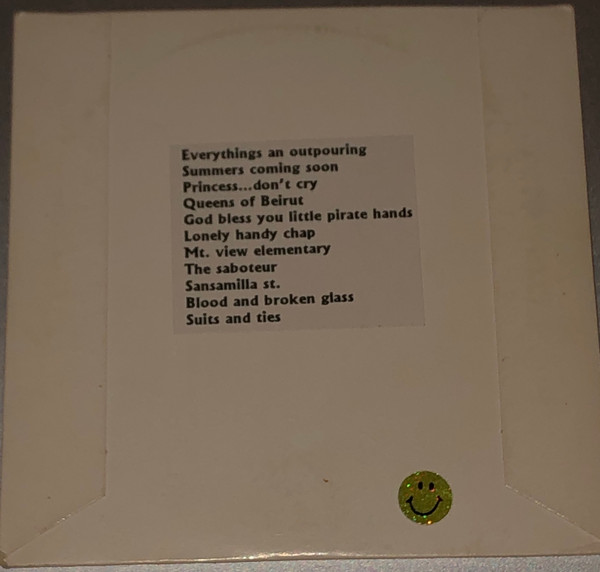 Everythings an outpouring
Summers coming soon
Princess...don't cry
Queens of Beirut
God bless you little pirate hands
Lonely handy chap
Mt. view elementary
The saboteur
Sansamilla st.
Blood and broken glass
Suits and ties